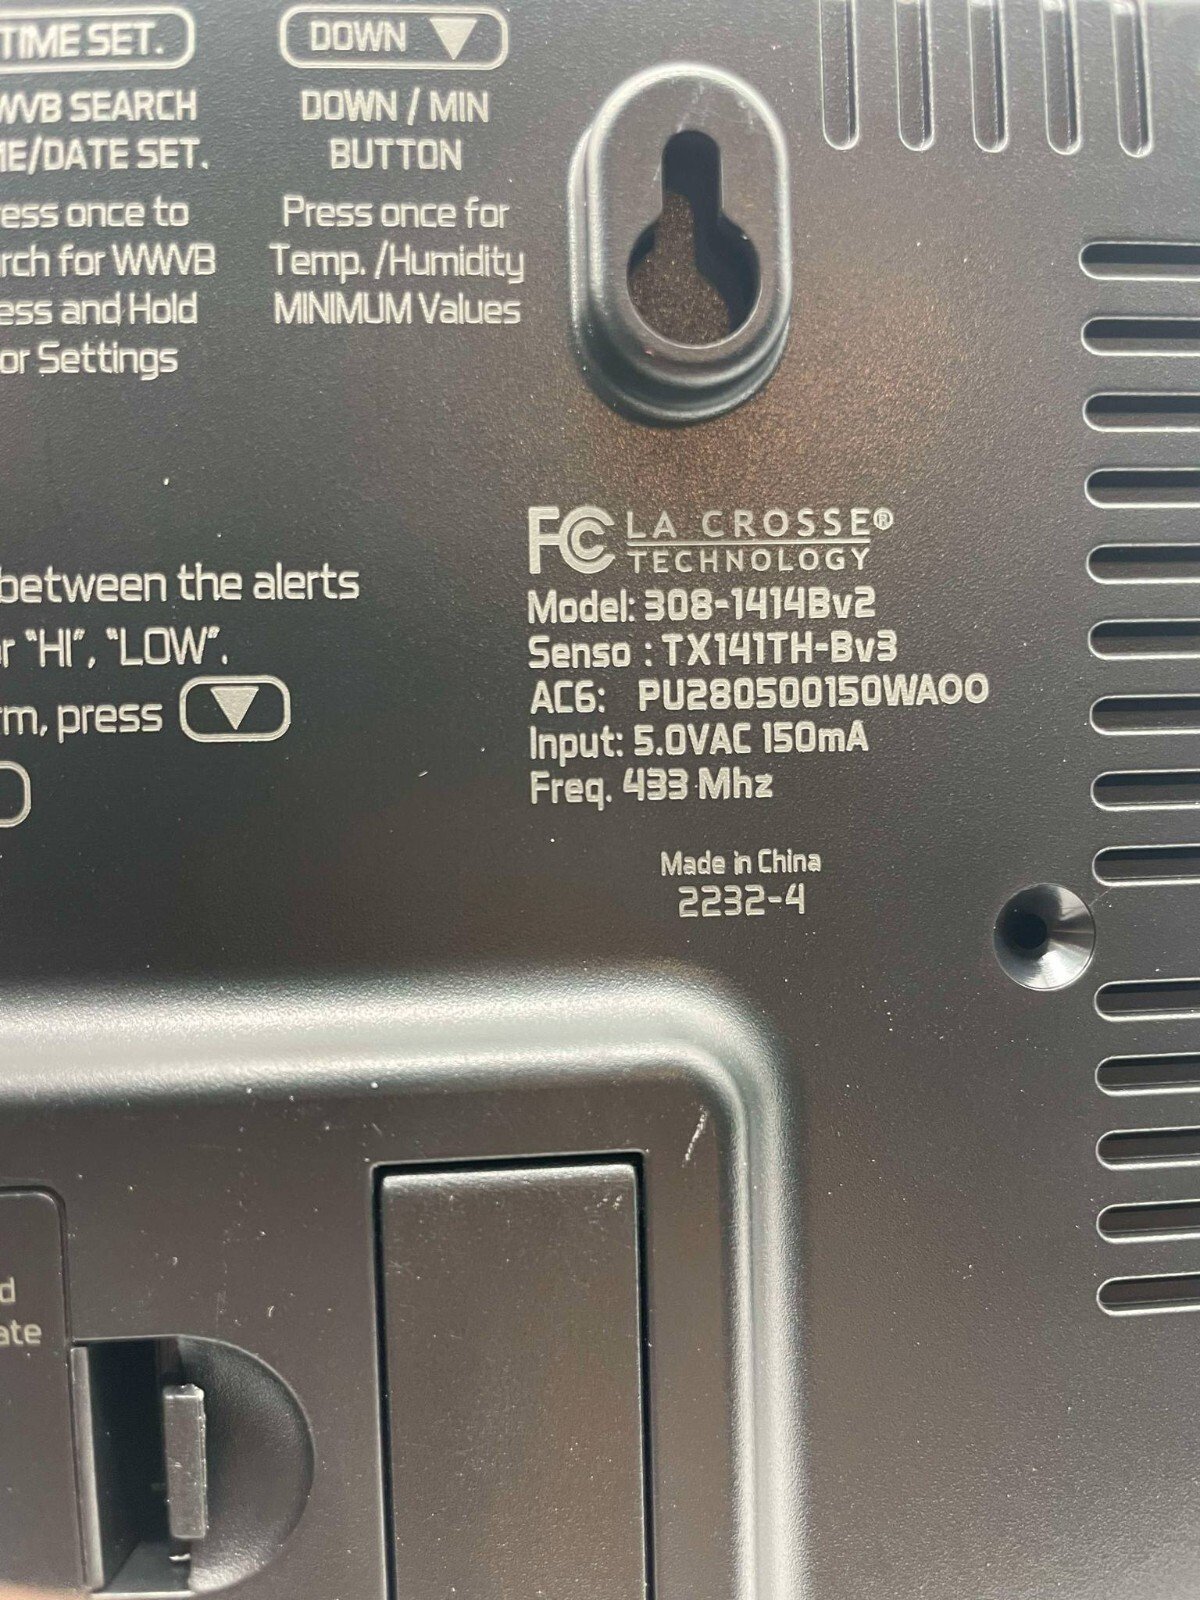 TIME SET.
WWVB SEARCH
ME/DATE SET.
ess once to
rch for WWVB
ess and Hold
or Settings
DOWN ▼
DOWN / MIN
BUTTON
Press once for
Temp. /Humidity
MINIMUM Values
between the alerts
r "HI", "LOW".
rm, press ▼
FC LA CROSSE®
TECHNOLOGY
Model: 308-1414Bv2
Senso : TX141TH-Bv3
AC6: PU280500150WA00
Input: 5.0VAC 150mA
Freq. 433 Mhz
Made in China
2232-4
d
ate